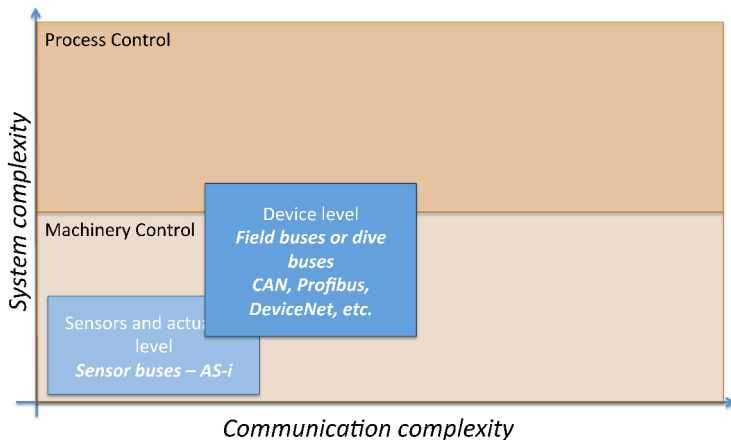 Process Control
System complexity
Machinery Control
Device level
Field buses or dive
buses
CAN, Profibus,
DeviceNet, etc.
Sensors and actu
level
Sensor buses – AS-i
Communication complexity